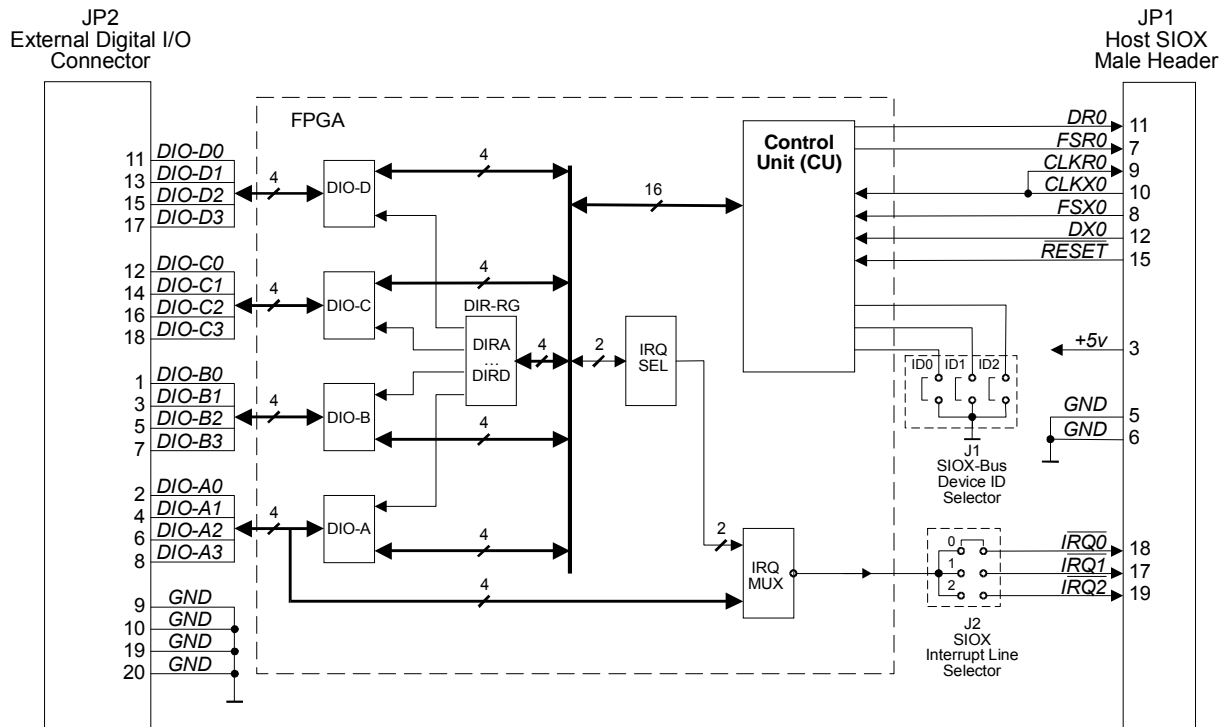 JP2
External Digital I/O
Connector
JP1
Host SIOX
Male Header
FPGA
11 DIO-D0
13 DIO-D1
15 DIO-D2
17 DIO-D3
4
DIO-D
4
12 DIO-C0
14 DIO-C1
16 DIO-C2
18 DIO-C3
4
DIO-C
4
1 DIO-B0
3 DIO-B1
5 DIO-B2
7 DIO-B3
4
DIO-B
4
2 DIO-A0
4 DIO-A1
6 DIO-A2
8 DIO-A3
4
DIO-A
4
4
9 GND
10 GND
19 GND
20 GND
DIR-RG
DIRA
...
DIRD
4
2
IRQ
SEL
2
IRQ
MUX
16
Control
Unit (CU)
DR0 11
FSR0 7
CLKR0 9
CLKX0 10
FSX0 8
DX0 12
RESET 15
+5v 3
GND 5
GND 6
ID0 ID1 ID2
J1
SIOX-Bus
Device ID
Selector
0
1
2
IRQ0 18
IRQ1 17
IRQ2 19
J2
SIOX
Interrupt Line
Selector